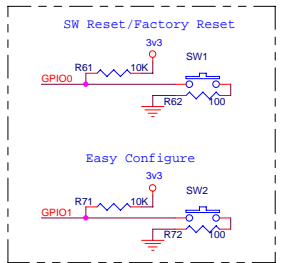 SW Reset/Factory Reset
3v3
R61 10K SW1
GPIO0
R62 100
Easy Configure
3v3
R71 10K SW2
GPIO1
R72 100